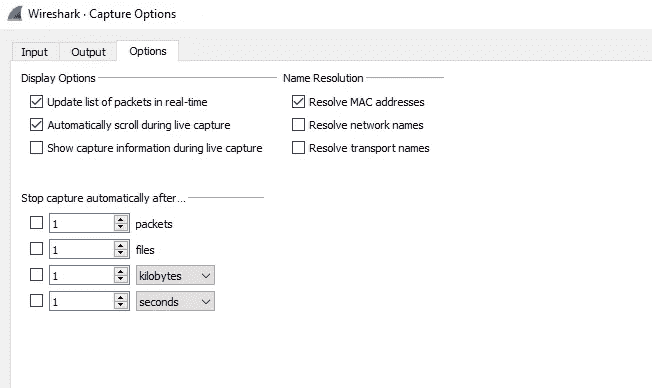 Wireshark · Capture Options
Input Output Options
Display Options
Update list of packets in real-time
Automatically scroll during live capture
Show capture information during live capture
Name Resolution
Resolve MAC addresses
Resolve network names
Resolve transport names
Stop capture automatically after...
1 packets
1 files
1 kilobytes
1 seconds